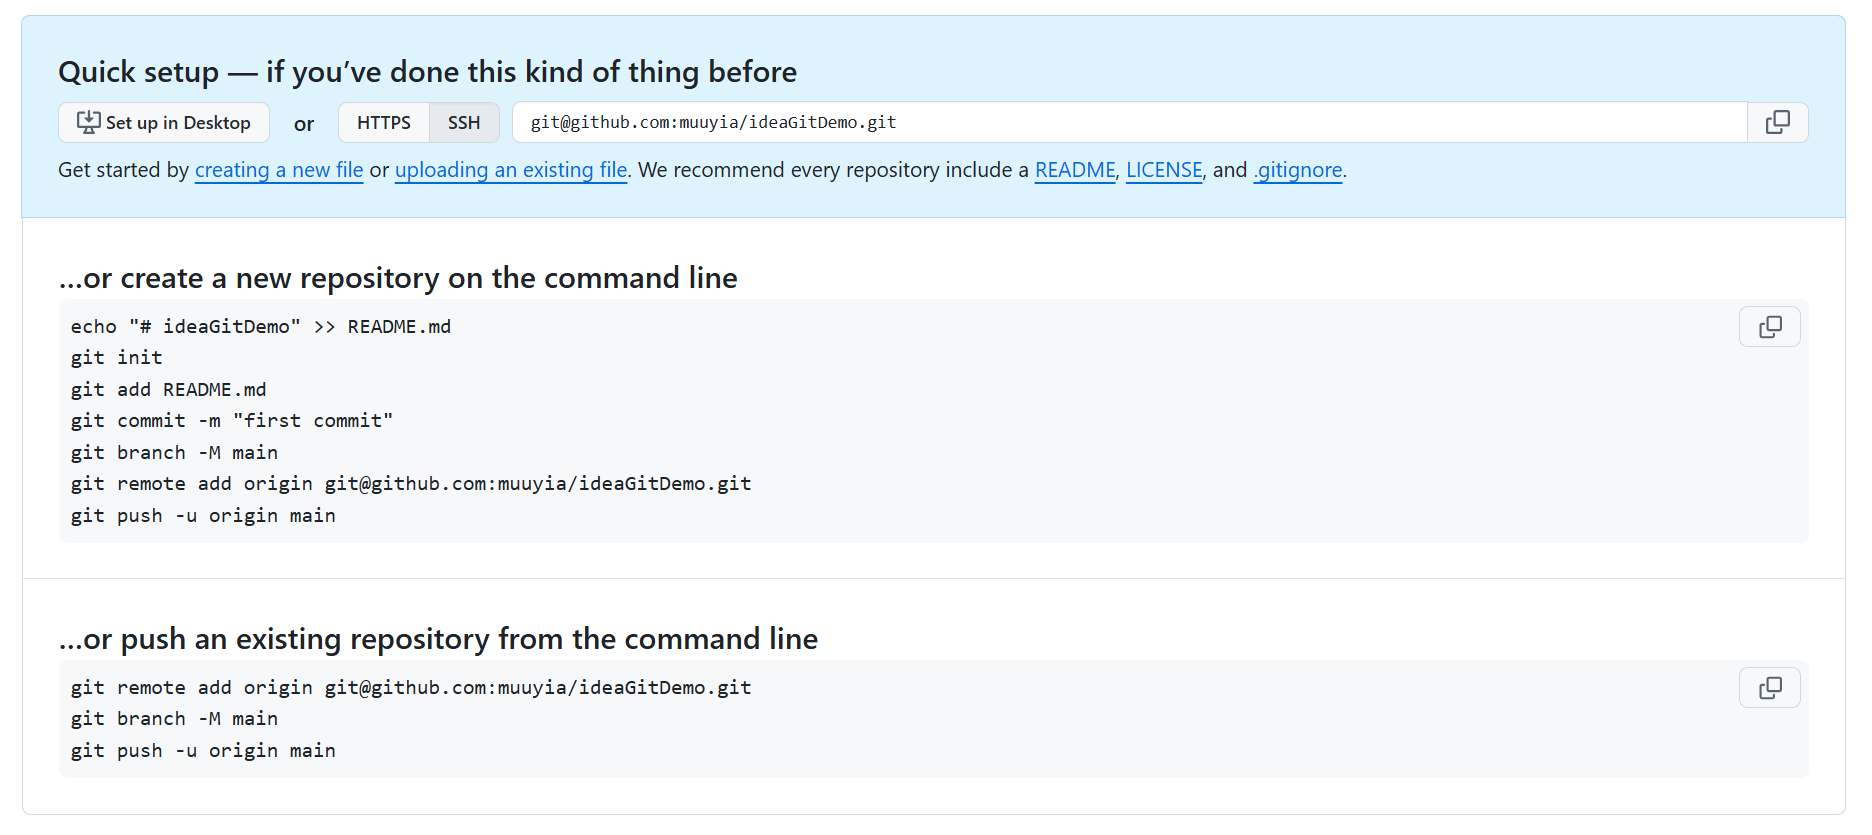 Quick setup — if you’ve done this kind of thing before
Set up in Desktop or HTTPS SSH git@github.com:muuyia/ideaGitDemo.git
Get started by creating a new file or uploading an existing file. We recommend every repository include a README, LICENSE, and .gitignore.
…or create a new repository on the command line
echo "# ideaGitDemo" >> README.md
git init
git add README.md
git commit -m "first commit"
git branch -M main
git remote add origin git@github.com:muuyia/ideaGitDemo.git
git push -u origin main
…or push an existing repository from the command line
git remote add origin git@github.com:muuyia/ideaGitDemo.git
git branch -M main
git push -u origin main